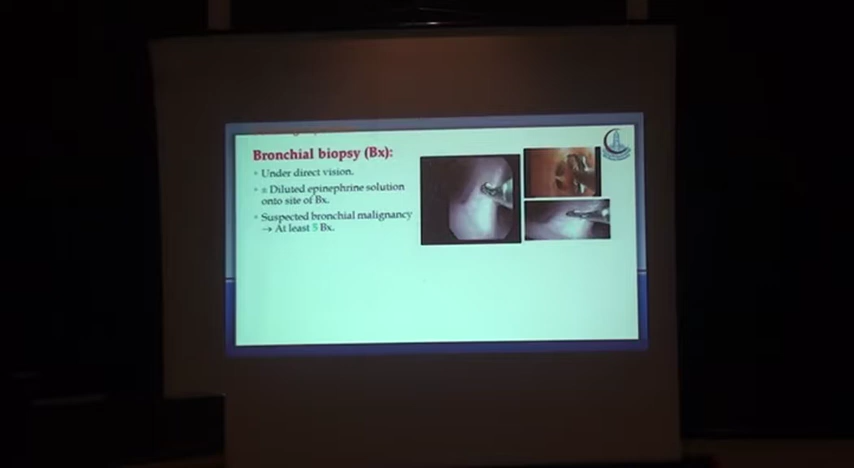 Bronchial biopsy (Bx):
Under direct vision.
± Diluted epinephrine solution
onto site of Bx.
Suspected bronchial malignancy
→ At least 5 Bx.